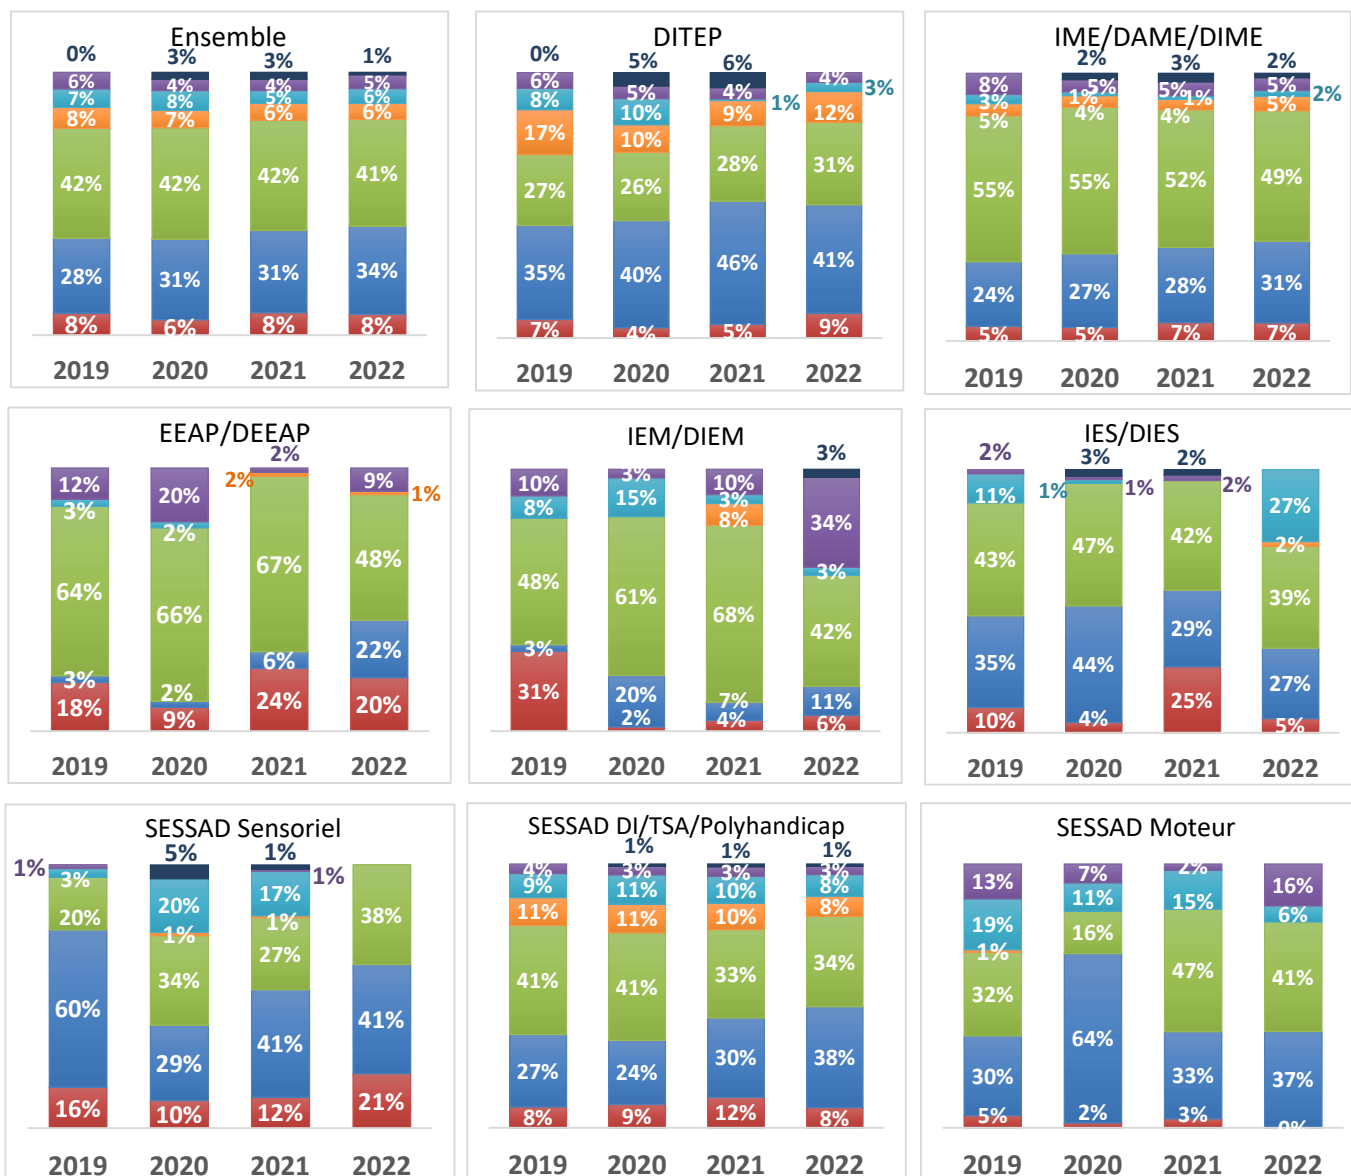 Ensemble
0% 3% 3% 1%
6% 4% 4% 5%
7% 8% 5% 6%
8% 7% 6% 6%
42% 42% 42% 41%
28% 31% 31% 34%
8% 6% 8% 8%
2019 2020 2021 2022
DITEP
0% 5% 6%
6% 5% 4% 4%
8% 10% 1% 3%
17% 10% 9% 12%
27% 26% 28% 31%
35% 40% 46% 41%
7% 4% 5% 9%
2019 2020 2021 2022
IME/DAME/DIME
2% 3% 2%
8% 5% 5% 5%
3% 1% 1% 2%
5% 4% 4% 5%
55% 55% 52% 49%
24% 27% 28% 31%
5% 5% 7% 7%
2019 2020 2021 2022
EEAP/DEEAP
12% 20% 2% 9%
3% 2% 2% 1%
64% 66% 67% 48%
3% 2% 6% 22%
18% 9% 24% 20%
2019 2020 2021 2022
IEM/DIEM
3%
10% 3% 10% 34%
8% 15% 3% 3%
8%
48% 61% 68% 42%
3% 20% 7% 11%
31% 2% 4% 6%
2019 2020 2021 2022
IES/DIES
2% 3% 2%
11% 1% 1% 2% 27%
2%
43% 47% 42% 39%
35% 44% 29% 27%
10% 4% 25% 5%
2019 2020 2021 2022
SESSAD Sensoriel
5% 1%
1% 1%
3% 20% 17%
1% 1%
20% 34% 27% 38%
60% 29% 41% 41%
16% 10% 12% 21%
2019 2020 2021 2022
SESSAD DI/TSA/Polyhandicap
1% 1% 1%
4% 3% 3% 3%
9% 11% 10% 8%
11% 11% 10% 8%
41% 41% 33% 34%
27% 24% 30% 38%
8% 9% 12% 8%
2019 2020 2021 2022
SESSAD Moteur
13% 7% 2% 16%
19% 11% 15% 6%
1%
32% 16% 47% 41%
30% 64% 33% 37%
5% 2% 3% 0%
2019 2020 2021 2022